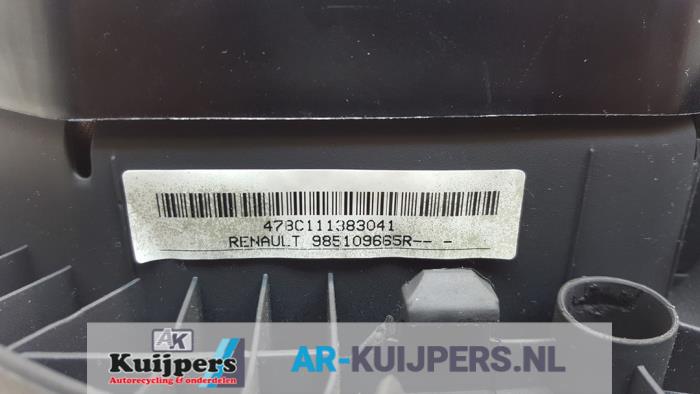 478C111383041
RENAULT 985109665R-- -
AK
Kuijpers
Autorecycling & onderdelen
AR-KUIJPERS.NL